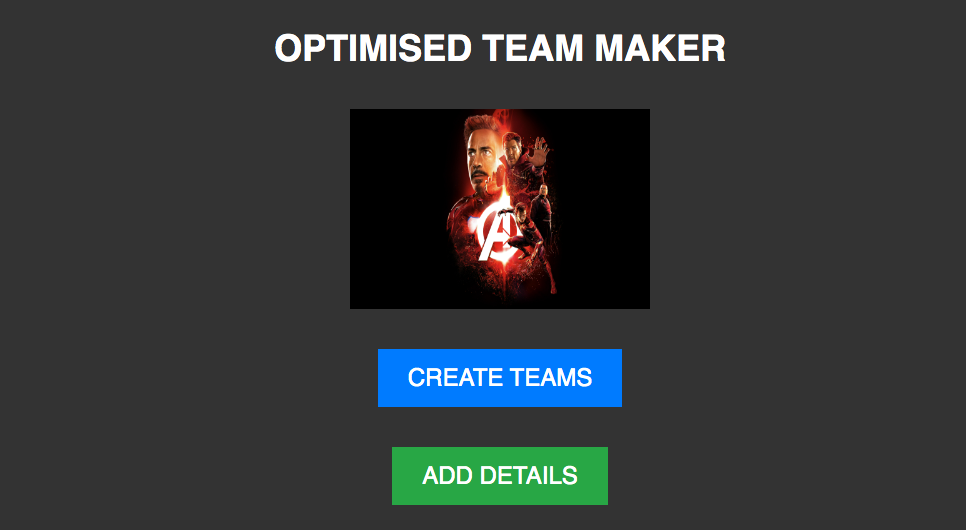 OPTIMISED TEAM MAKER
A
CREATE TEAMS
ADD DETAILS